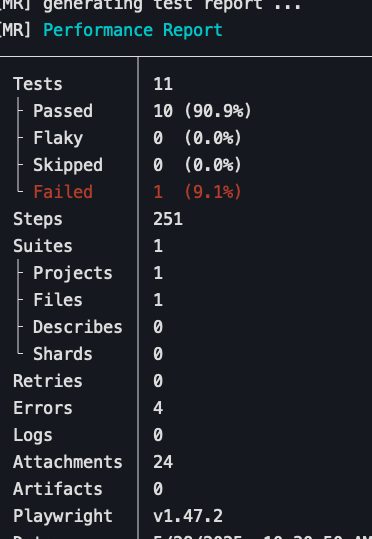 [MR] generating test report ...
[MR] Performance Report
Tests 11
Passed 10 (90.9%)
Flaky 0 (0.0%)
Skipped 0 (0.0%)
Failed 1 (9.1%)
Steps 251
Suites 1
Projects 1
Files 1
Describes 0
Shards 0
Retries 0
Errors 4
Logs 0
Attachments 24
Artifacts 0
Playwright v1.47.2